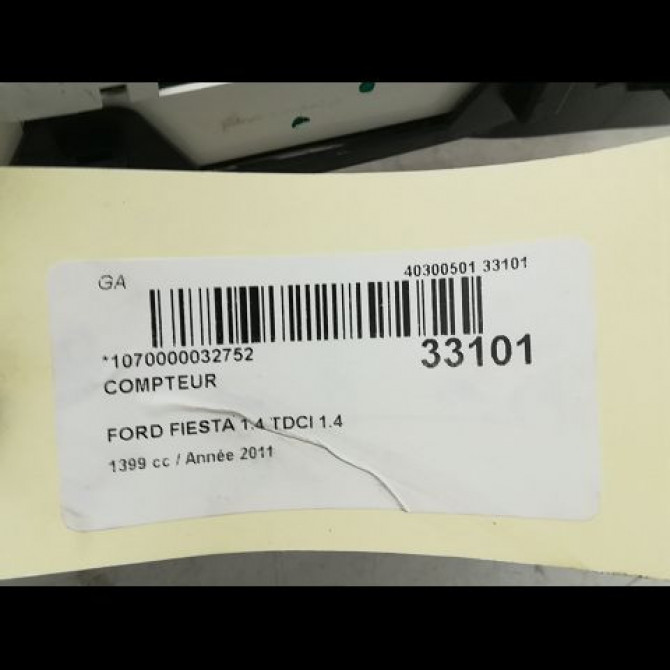 GA
40300501 33101
*1070000032752
33101
COMPTEUR
FORD FIESTA 1.4 TDCI 1.4
1399 cc / Année 2011